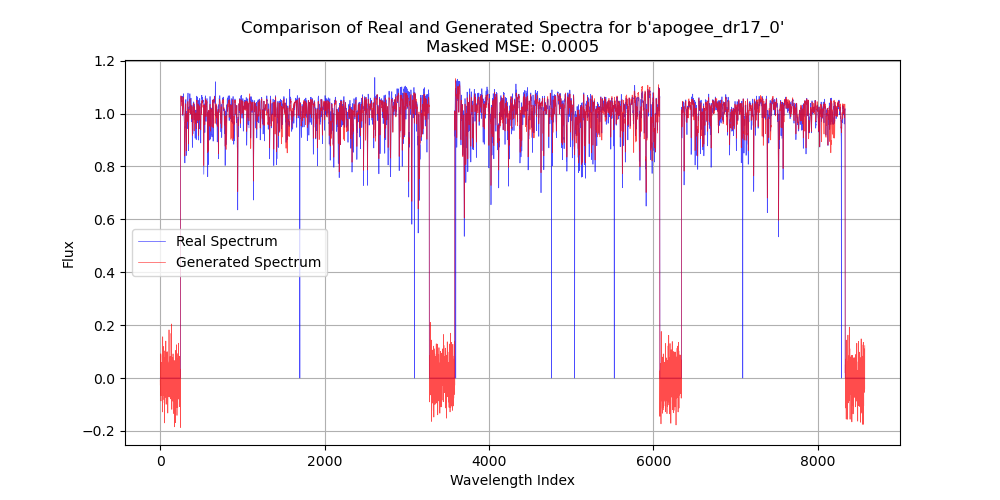 Comparison of Real and Generated Spectra for b'apogee_dr17_0'
Masked MSE: 0.0005
1.2
1.0
0.8
0.6
0.4
0.2
0.0
−0.2
Flux
Real Spectrum
Generated Spectrum
0 2000 4000 6000 8000
Wavelength Index